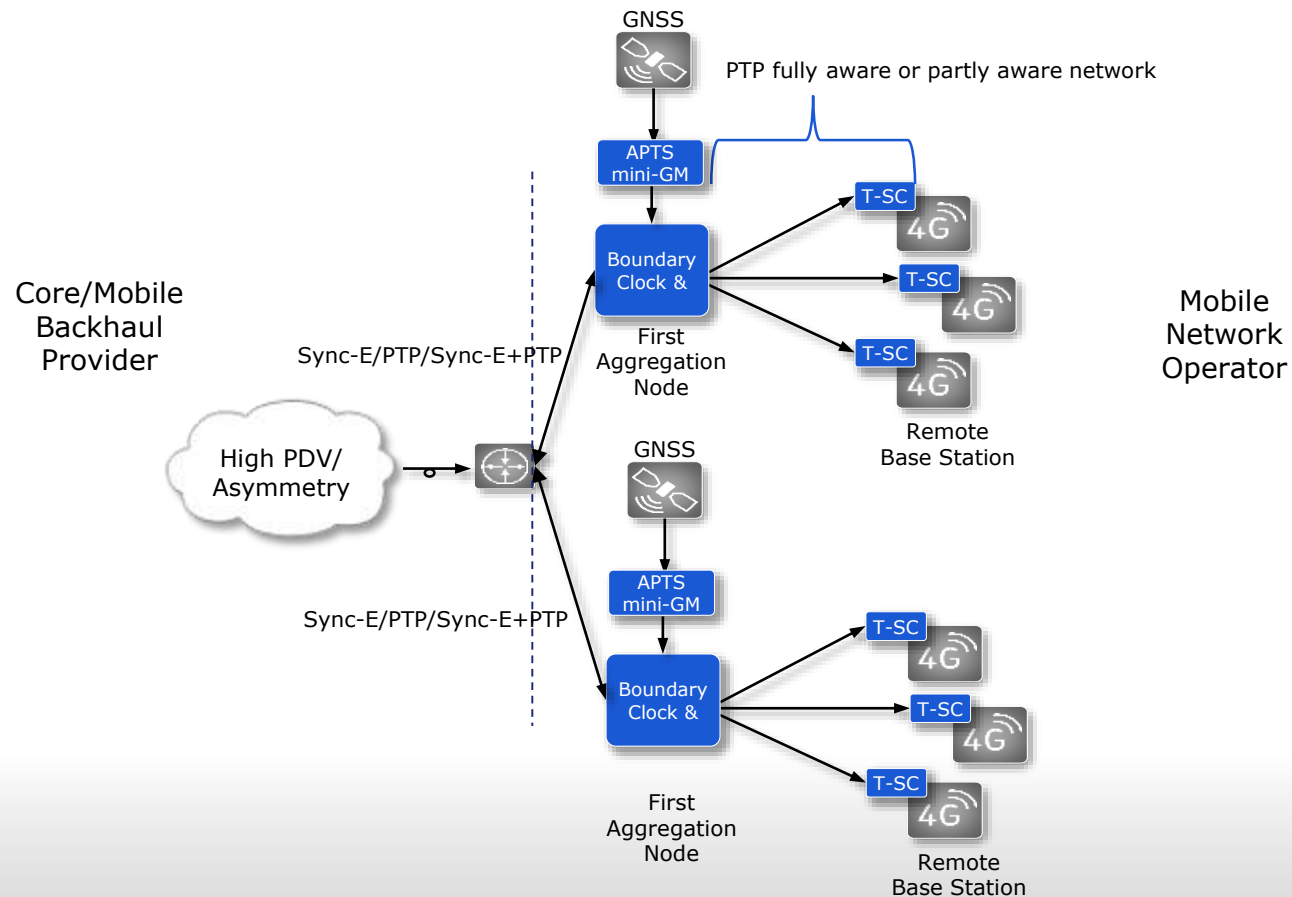 GNSS
PTP fully aware or partly aware network
APTS
mini-GM
T-SC
4G
Boundary
Clock &
T-SC
4G
Core/Mobile
Backhaul
Provider
Mobile
Network
Operator
First
Aggregation
Node
T-SC
4G
Sync-E/PTP/Sync-E+PTP
Remote
Base Station
GNSS
High PDV/
Asymmetry
APTS
mini-GM
Sync-E/PTP/Sync-E+PTP
T-SC
4G
Boundary
Clock &
T-SC
4G
T-SC
4G
First
Aggregation
Node
Remote
Base Station